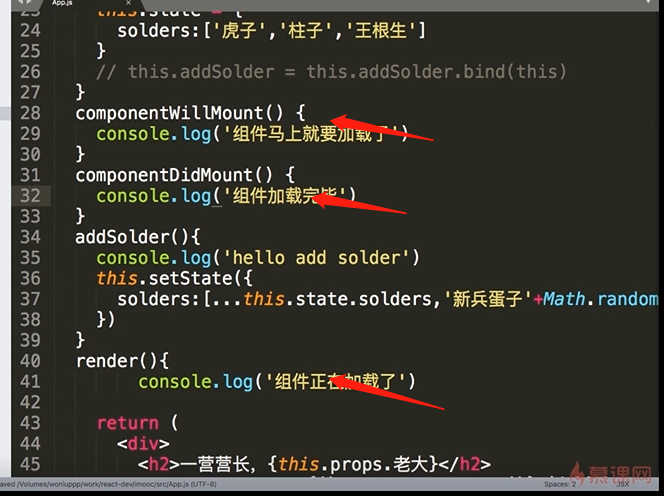 App.js
23 this.state = {
24 solders:['虎子','柱子','王根生']
25 }
26 // this.addSolder = this.addSolder.bind(this)
27 }
28 componentWillMount() {
29 console.log('组件马上就要加载了')
30 }
31 componentDidMount() {
32 console.log('组件加载完毕')
33 }
34 addSolder(){
35 console.log('hello add solder')
36 this.setState({
37 solders:[...this.state.solders,'新兵蛋子'+Math.random
38 })
39 }
40 render(){
41 console.log('组件正在加载了')
42
43 return (
44 <div>
45 <h2>一营营长，{this.props.老大}</h2>
aved /Volumes/woniuppp/work/react-dev/imooc/src/App.js (UTF-8) Spaces: 2 JSX
慕课网